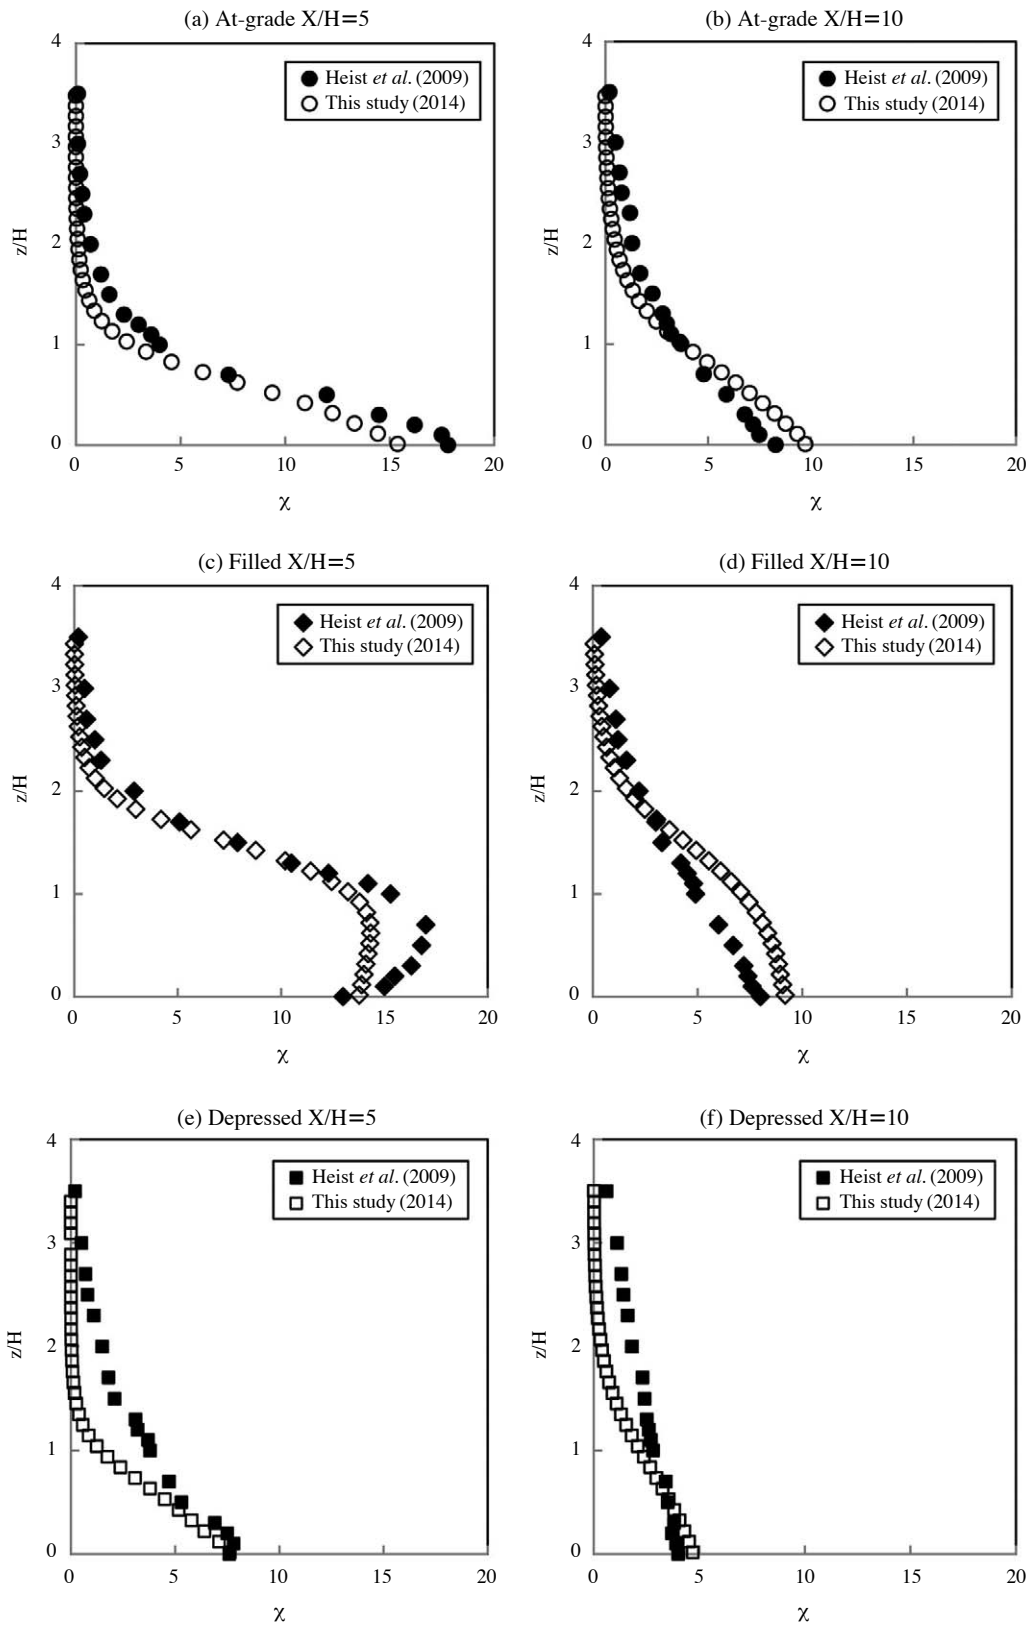 (a) At-grade X/H=5
4
3
2
1
0
z/H
Heist et al. (2009)
This study (2014)
0 5 10 15 20
χ
(b) At-grade X/H=10
4
3
2
1
0
z/H
Heist et al. (2009)
This study (2014)
0 5 10 15 20
χ
(c) Filled X/H=5
4
3
2
1
0
z/H
Heist et al. (2009)
This study (2014)
0 5 10 15 20
χ
(d) Filled X/H=10
4
3
2
1
0
z/H
Heist et al. (2009)
This study (2014)
0 5 10 15 20
χ
(e) Depressed X/H=5
4
3
2
1
0
z/H
Heist et al. (2009)
This study (2014)
0 5 10 15 20
χ
(f) Depressed X/H=10
4
3
2
1
0
z/H
Heist et al. (2009)
This study (2014)
0 5 10 15 20
χ